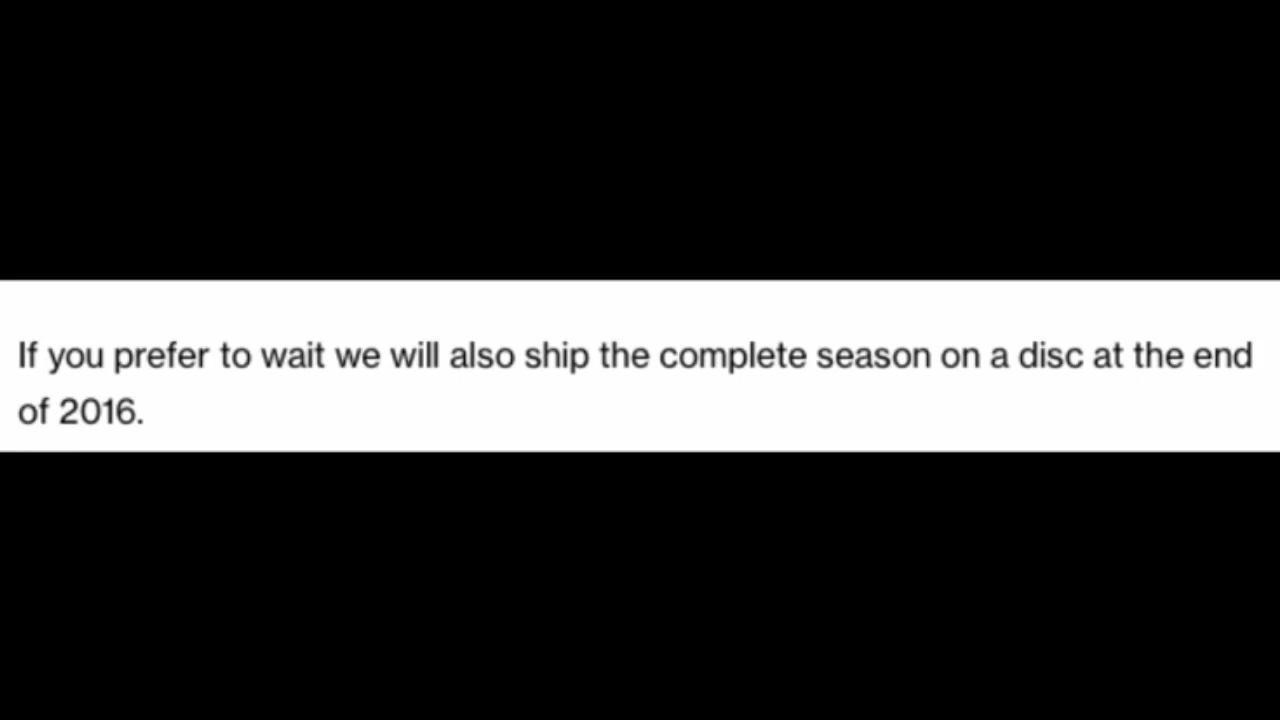 If you prefer to wait we will also ship the complete season on a disc at the end
of 2016.